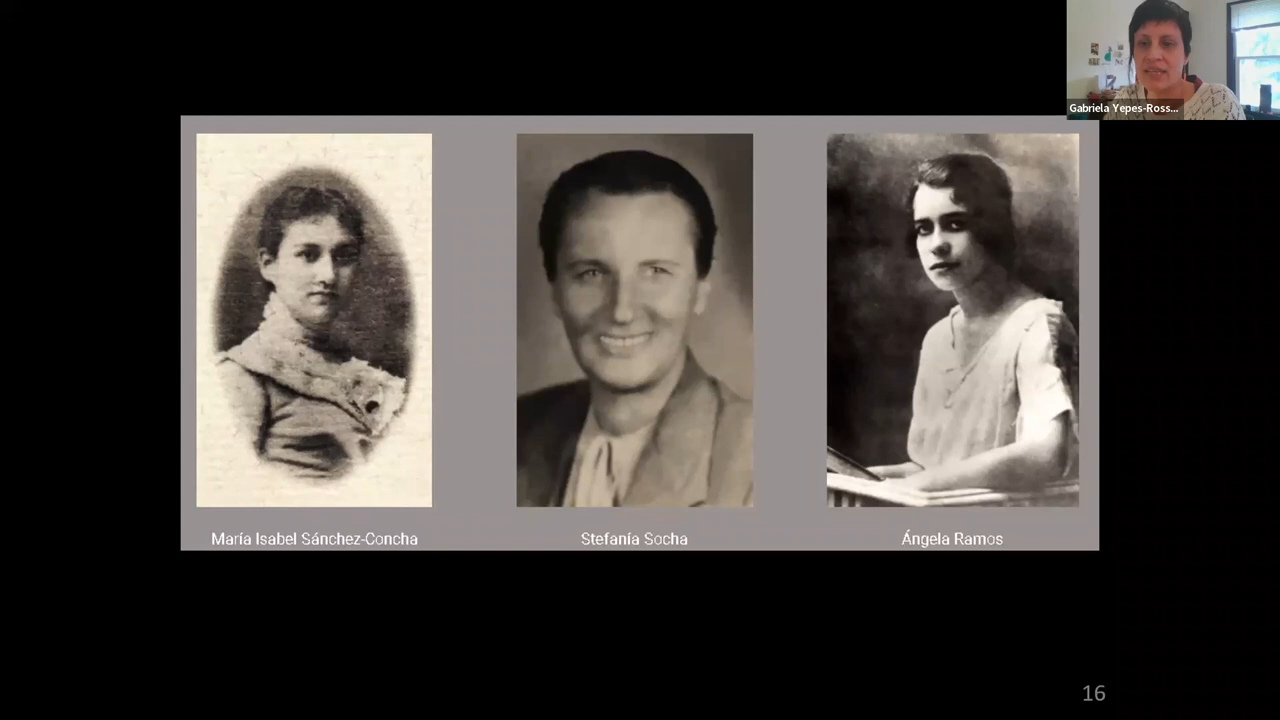 Gabriela Yepes-Ross...
María Isabel Sánchez-Concha
Stefanía Socha
Ángela Ramos
16